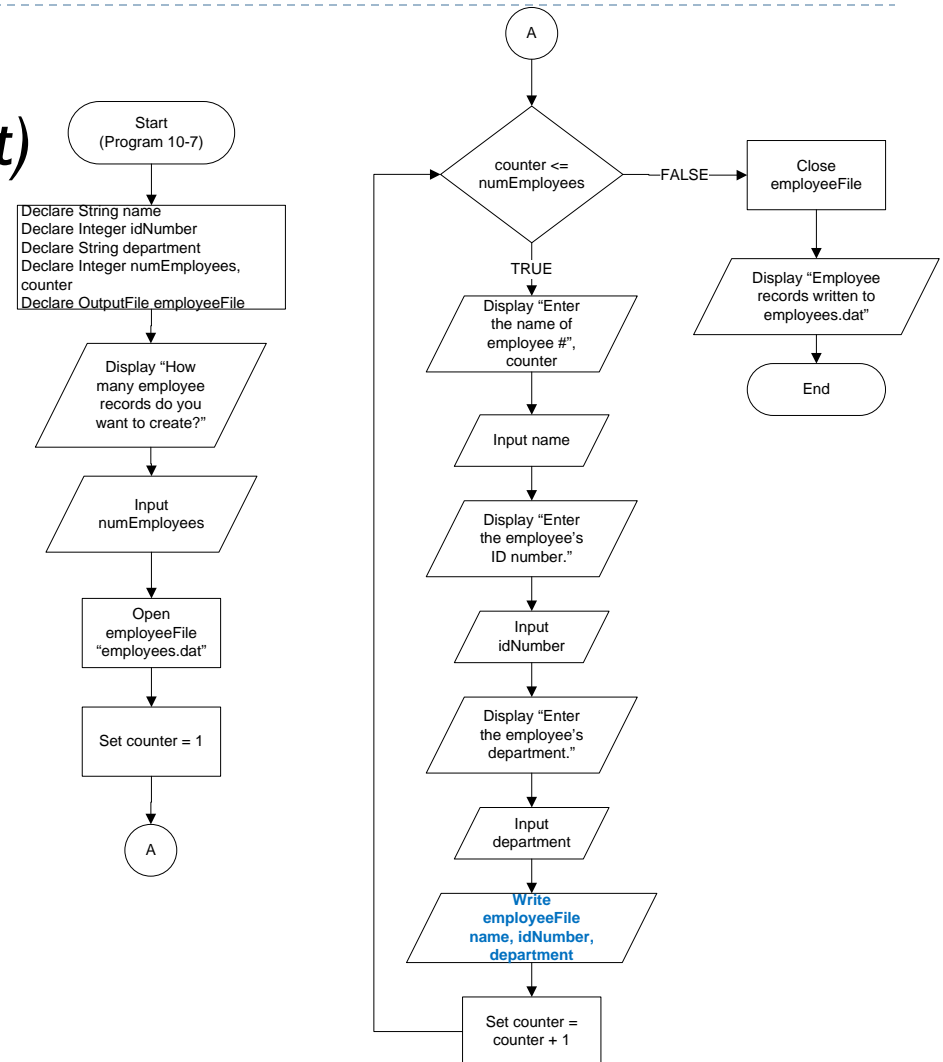 t)
Start
(Program 10-7)
Declare String name
Declare Integer idNumber
Declare String department
Declare Integer numEmployees,
counter
Declare OutputFile employeeFile
Display “How
many employee
records do you
want to create?”
Input
numEmployees
Open
employeeFile
“employees.dat”
Set counter = 1
A
A
counter <=
numEmployees
FALSE
TRUE
Display “Enter
the name of
employee #”,
counter
Input name
Display “Enter
the employee’s
ID number.”
Input
idNumber
Display “Enter
the employee’s
department.”
Input
department
Write
employeeFile
name, idNumber,
department
Set counter =
counter + 1
Close
employeeFile
Display “Employee
records written to
employees.dat”
End